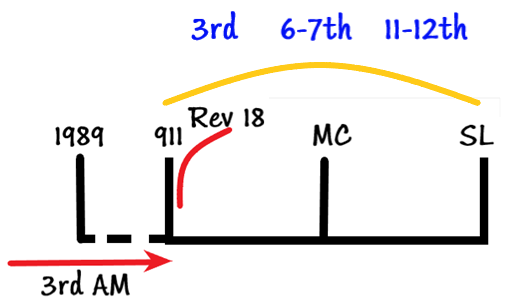 3rd 6-7th 11-12th
Rev 18
1989 911 MC SL
3rd AM